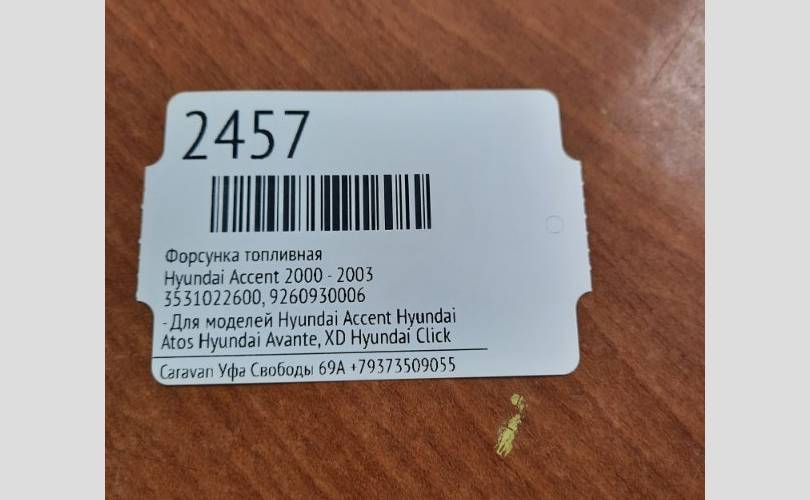 2457
Форсунка топливная
Hyundai Accent 2000 - 2003
3531022600, 9260930006
- Для моделей Hyundai Accent Hyundai
Atos Hyundai Avante, XD Hyundai Click
Caravan Уфа Свободы 69А +79373509055